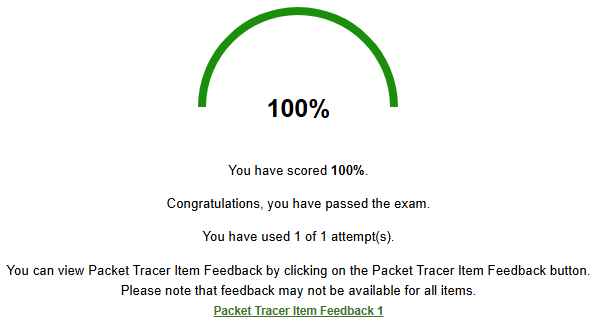 100%
You have scored 100%.
Congratulations, you have passed the exam.
You have used 1 of 1 attempt(s).
You can view Packet Tracer Item Feedback by clicking on the Packet Tracer Item Feedback button.
Please note that feedback may not be available for all items.
Packet Tracer Item Feedback 1